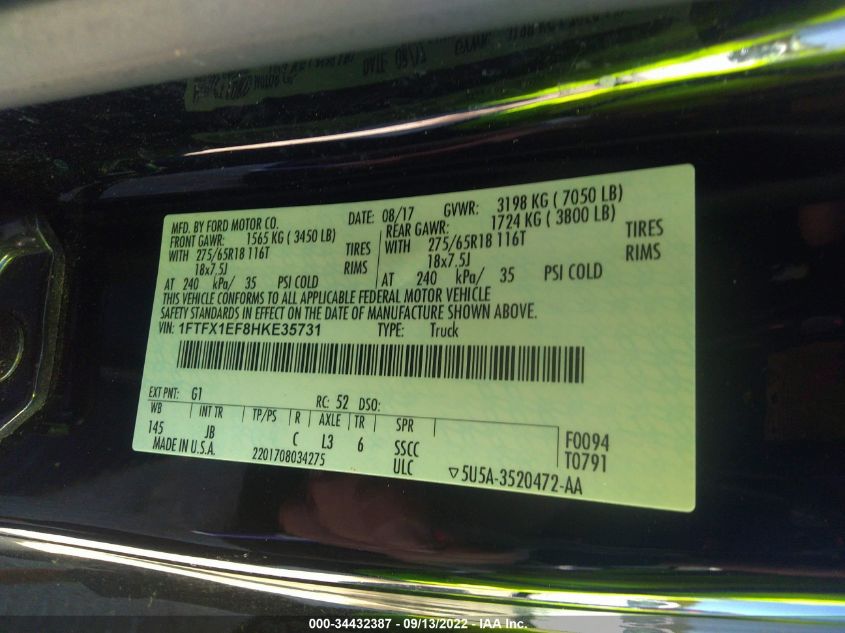 MFD. BY FORD MOTOR CO. DATE: 08/17 GVWR: 3198 KG ( 7050 LB)
FRONT GAWR: 1565 KG ( 3450 LB) REAR GAWR: 1724 KG ( 3800 LB)
WITH 275/65R18 116T TIRES WITH 275/65R18 116T TIRES
18x7.5J RIMS 18x7.5J RIMS
AT 240 kPa/ 35 PSI COLD AT 240 kPa/ 35 PSI COLD
THIS VEHICLE CONFORMS TO ALL APPLICABLE FEDERAL MOTOR VEHICLE
SAFETY STANDARDS IN EFFECT ON THE DATE OF MANUFACTURE SHOWN ABOVE.
VIN: 1FTFX1EF8HKE35731 TYPE: Truck
EXT PNT: G1 RC: 52 DSO:
WB INT TR TP/PS R AXLE TR SPR
145 JB C L3 6 SSCC F0094
MADE IN U.S.A. 2201708034275 ULC T0791
▽5U5A-3520472-AA
000-34432387 - 09/13/2022 - IAA Inc.